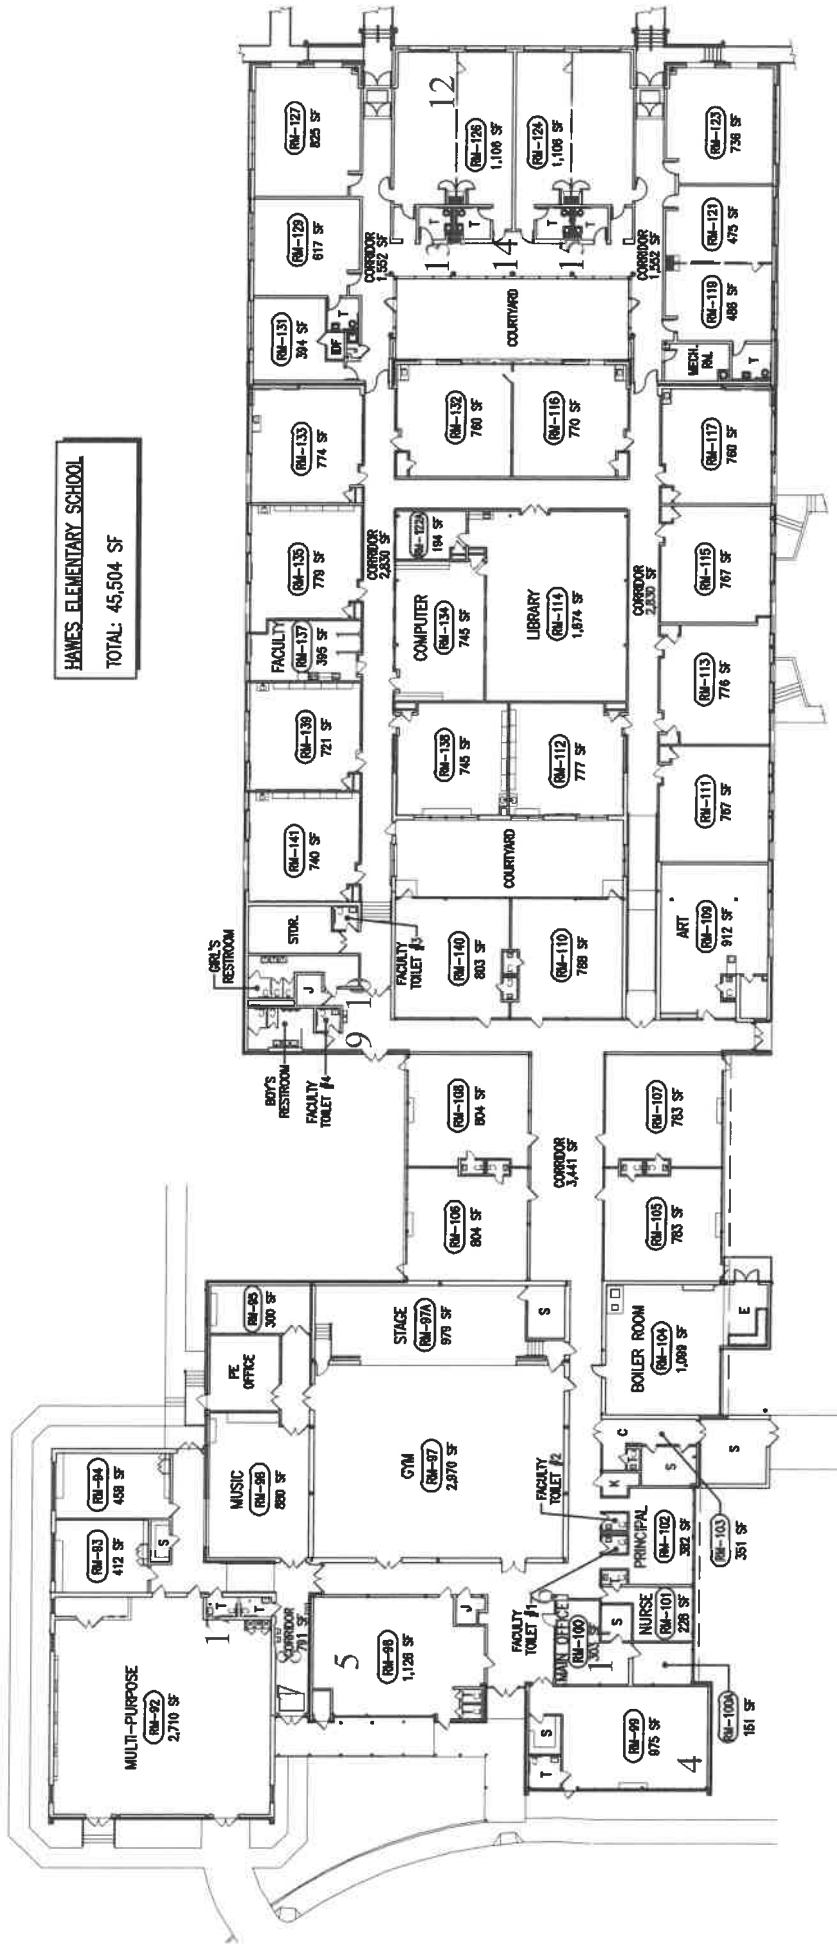 HAWES ELEMENTARY SCHOOL
TOTAL: 45,504 SF
RM-127
825 SF
RM-129
617 SF
RM-131
394 SF
IDF
T
J
RM-133
774 SF
RM-135
779 SF
FACULTY
RM-137
395 SF
RM-139
721 SF
RM-141
740 SF
STOR.
GIRL'S
RESTROOM
J
BOY'S
RESTROOM
FACULTY
TOILET #3
FACULTY
TOILET #4
9
12
RM-126
1,106 SF
RM-124
1,106 SF
T
T
T
T
13
14
CORRIDOR
1,552 SF
CORRIDOR
1,552 SF
COURTYARD
RM-132
760 SF
RM-116
770 SF
CORRIDOR
2,830 SF
RM-122A
194 SF
COMPUTER
RM-134
745 SF
LIBRARY
RM-114
1,674 SF
CORRIDOR
2,830 SF
RM-138
745 SF
RM-112
777 SF
COURTYARD
RM-140
803 SF
RM-110
788 SF
RM-123
736 SF
RM-121
475 SF
RM-119
486 SF
MECH.
RM.
T
RM-117
760 SF
RM-115
767 SF
RM-113
776 SF
RM-111
767 SF
ART
RM-109
912 SF
RM-108
804 SF
RM-106
804 SF
CORRIDOR
3,441 SF
RM-107
783 SF
RM-105
783 SF
RM-95
300 SF
PE
OFFICE
MUSIC
RM-96
880 SF
STAGE
RM-97A
979 SF
S
GYM
RM-97
2,970 SF
BOILER ROOM
RM-104
1,099 SF
E
C
T
S
S
K
FACULTY
TOILET #2
PRINCIPAL
RM-102
382 SF
RM-103
351 SF
RM-94
458 SF
RM-93
412 SF
S
MULTI-PURPOSE
RM-92
2,710 SF
T
T
CORRIDOR
791 SF
5
RM-98
1,126 SF
J
FACULTY
TOILET #1
MAIN OFFICE
RM-100
303 SF
S
T
NURSE
RM-101
226 SF
RM-100A
151 SF
S
T
RM-99
975 SF
4